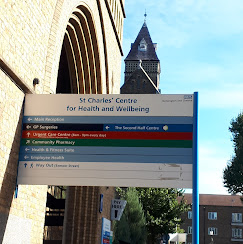 NHS
St Charles' Centre
for Health and Wellbeing
Main Reception
GP Surgeries
The Second Half Centre
Urgent Care Centre
Community Pharmacy
Health & Fitness Suite
Employee Health
Way Out